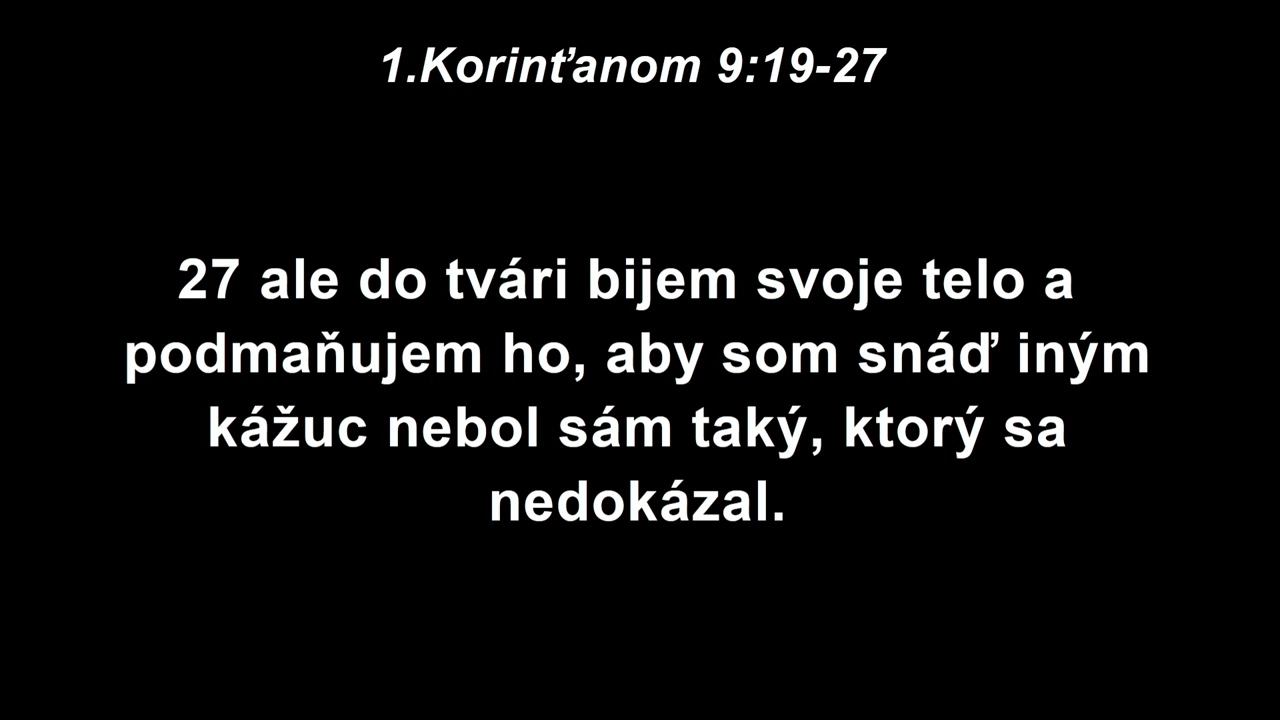 1.Korinťanom 9:19-27
27 ale do tvári bijem svoje telo a
podmaňujem ho, aby som snáď iným
kážuc nebol sám taký, ktorý sa
nedokázal.